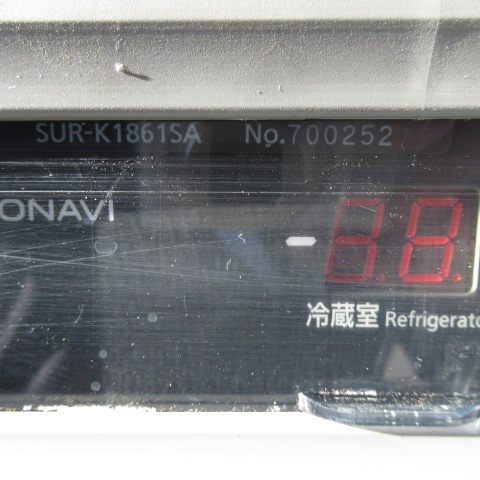 SUR-K1861SA No.700252
ONAVI
冷蔵室 Refrigerato